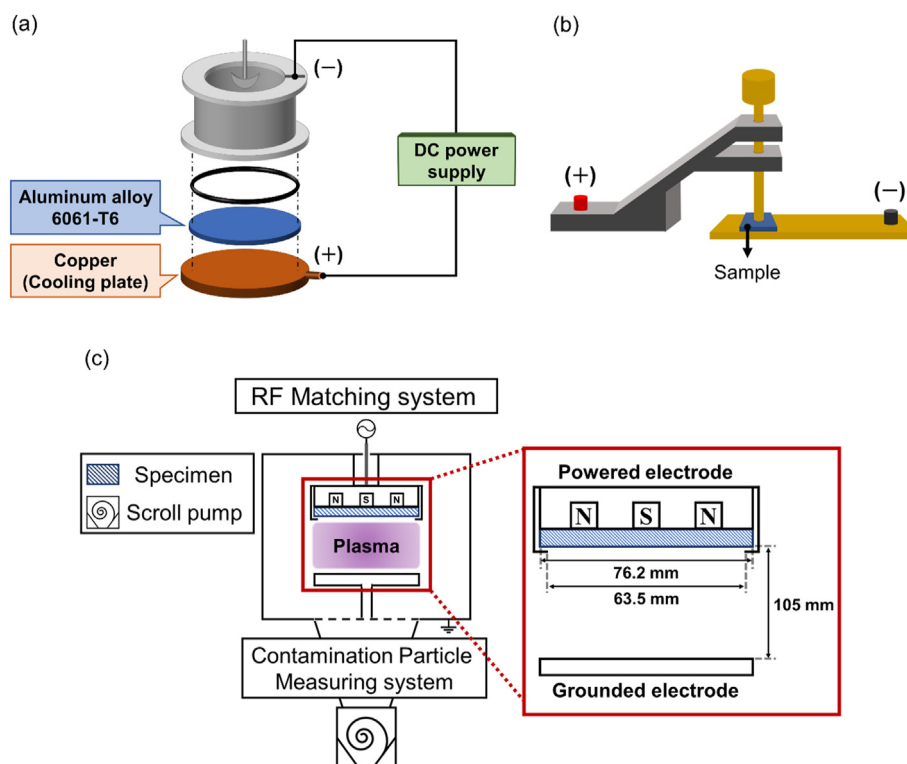 (a)
(−)
DC power
supply
Aluminum alloy
6061-T6
(+)
Copper
(Cooling plate)
(b)
(+)
(−)
Sample
(c)
RF Matching system
Specimen
Scroll pump
N S N
Plasma
Contamination Particle
Measuring system
Powered electrode
N S N
76.2 mm
63.5 mm
105 mm
Grounded electrode